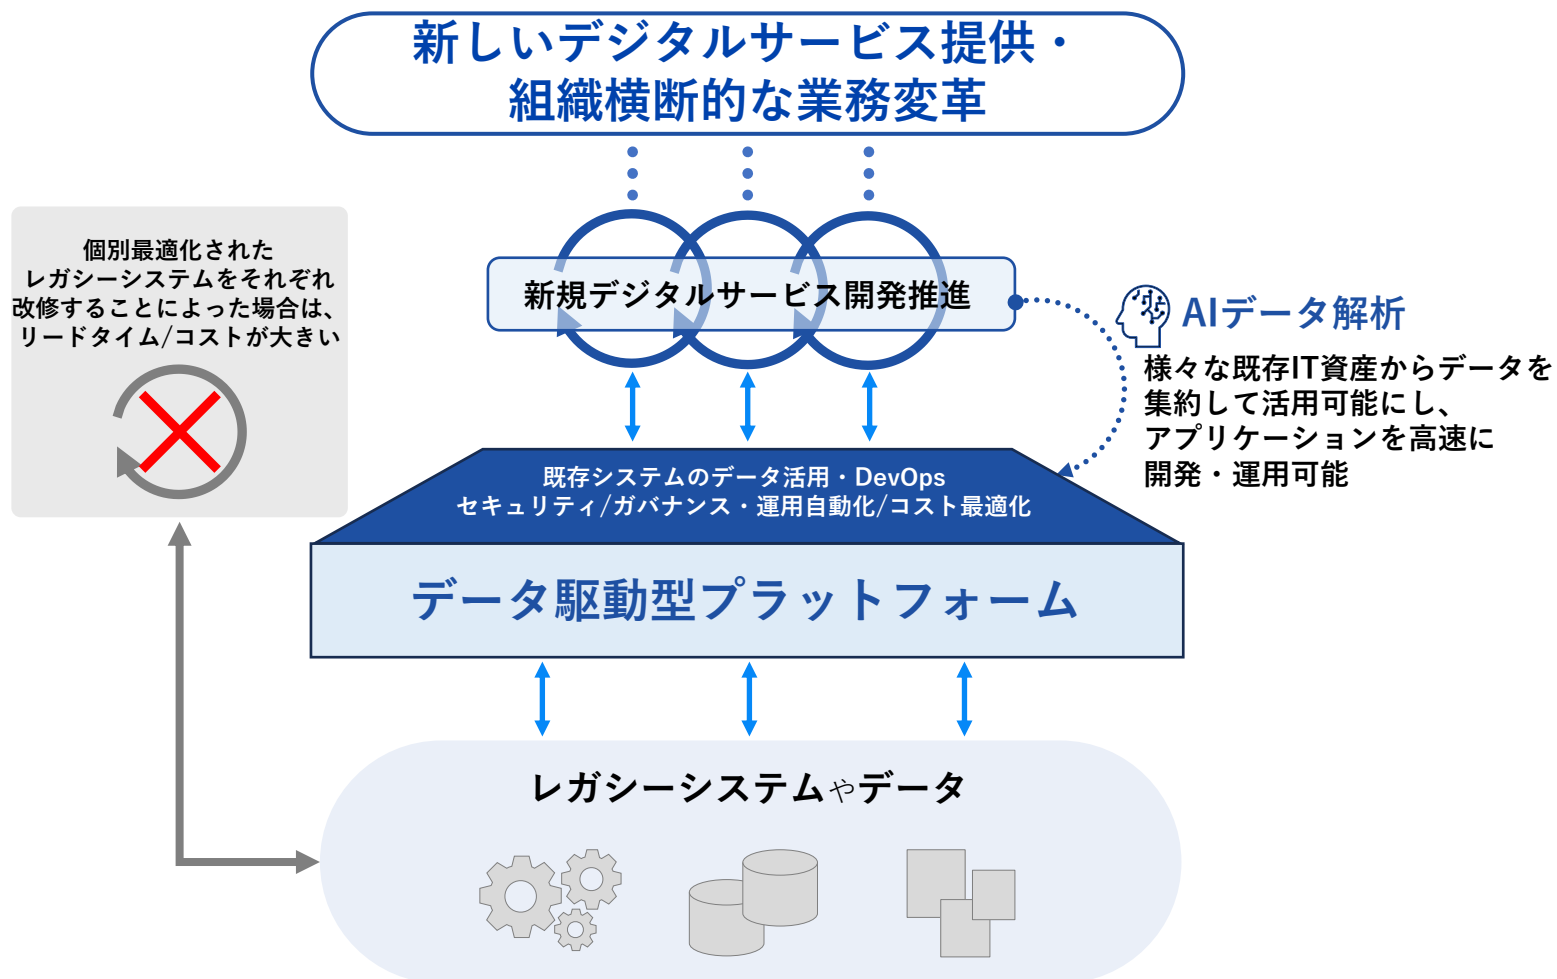 新しいデジタルサービス提供・
組織横断的な業務変革
個別最適化された
レガシーシステムをそれぞれ
改修することによった場合は、
リードタイム/コストが大きい
新規デジタルサービス開発推進
AIデータ解析
様々な既存IT資産からデータを
集約して活用可能にし、
アプリケーションを高速に
開発・運用可能
既存システムのデータ活用・DevOps
セキュリティ/ガバナンス・運用自動化/コスト最適化
データ駆動型プラットフォーム
レガシーシステムやデータ